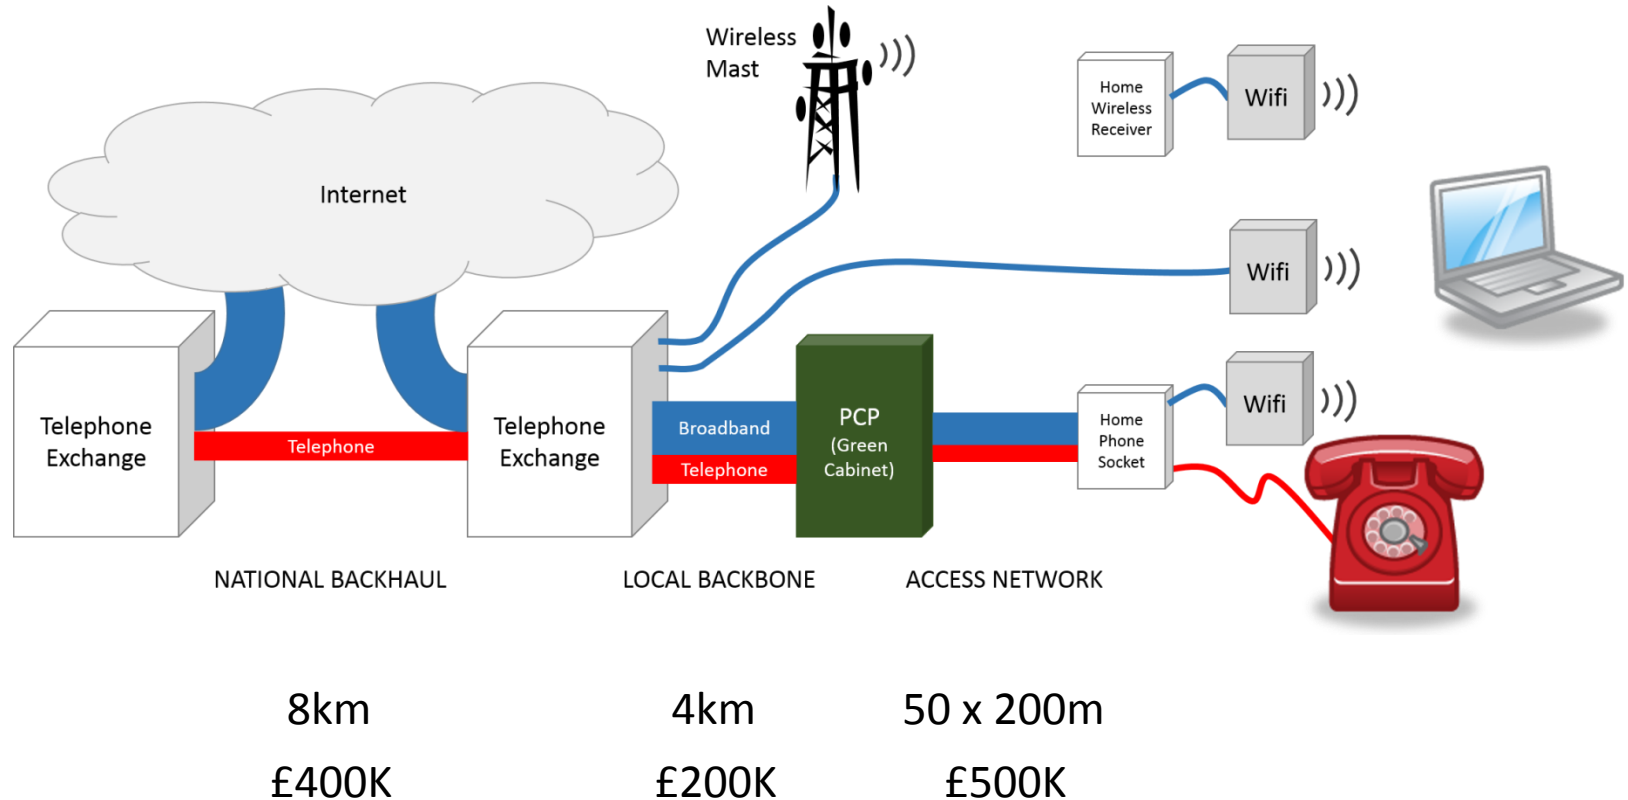 Wireless
Mast
Home
Wireless
Receiver
Wifi
Internet
Wifi
Telephone
Exchange
Telephone
Telephone
Exchange
Broadband
Telephone
PCP
(Green
Cabinet)
Home
Phone
Socket
Wifi
NATIONAL BACKHAUL
LOCAL BACKBONE
ACCESS NETWORK
8km
4km
50 x 200m
£400K
£200K
£500K